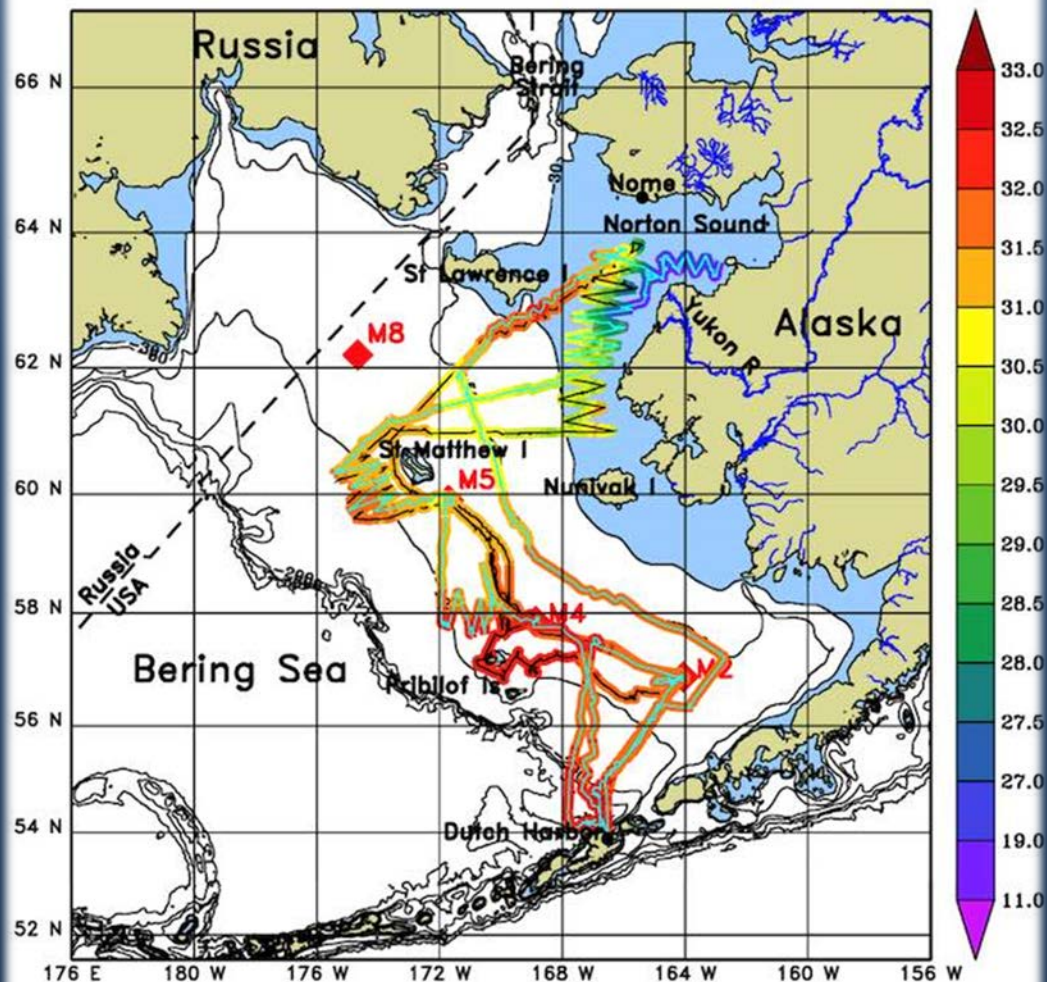 Russia
Bering
Strait
66 N
Nome
-30-
64 N
Norton Sound
St Lawrence I
Yukon R
Alaska
M8
62 N
St Matthew I
M5
60 N
Nunivak I
Russia
USA
58 N
M4
Bering Sea
M2
Pribilof Is
56 N
54 N
Dutch Harbor
52 N
176 E
180 W
176 W
172 W
168 W
164 W
160 W
156 W
33.0
32.5
32.0
31.5
31.0
30.5
30.0
29.5
29.0
28.5
28.0
27.5
27.0
19.0
11.0